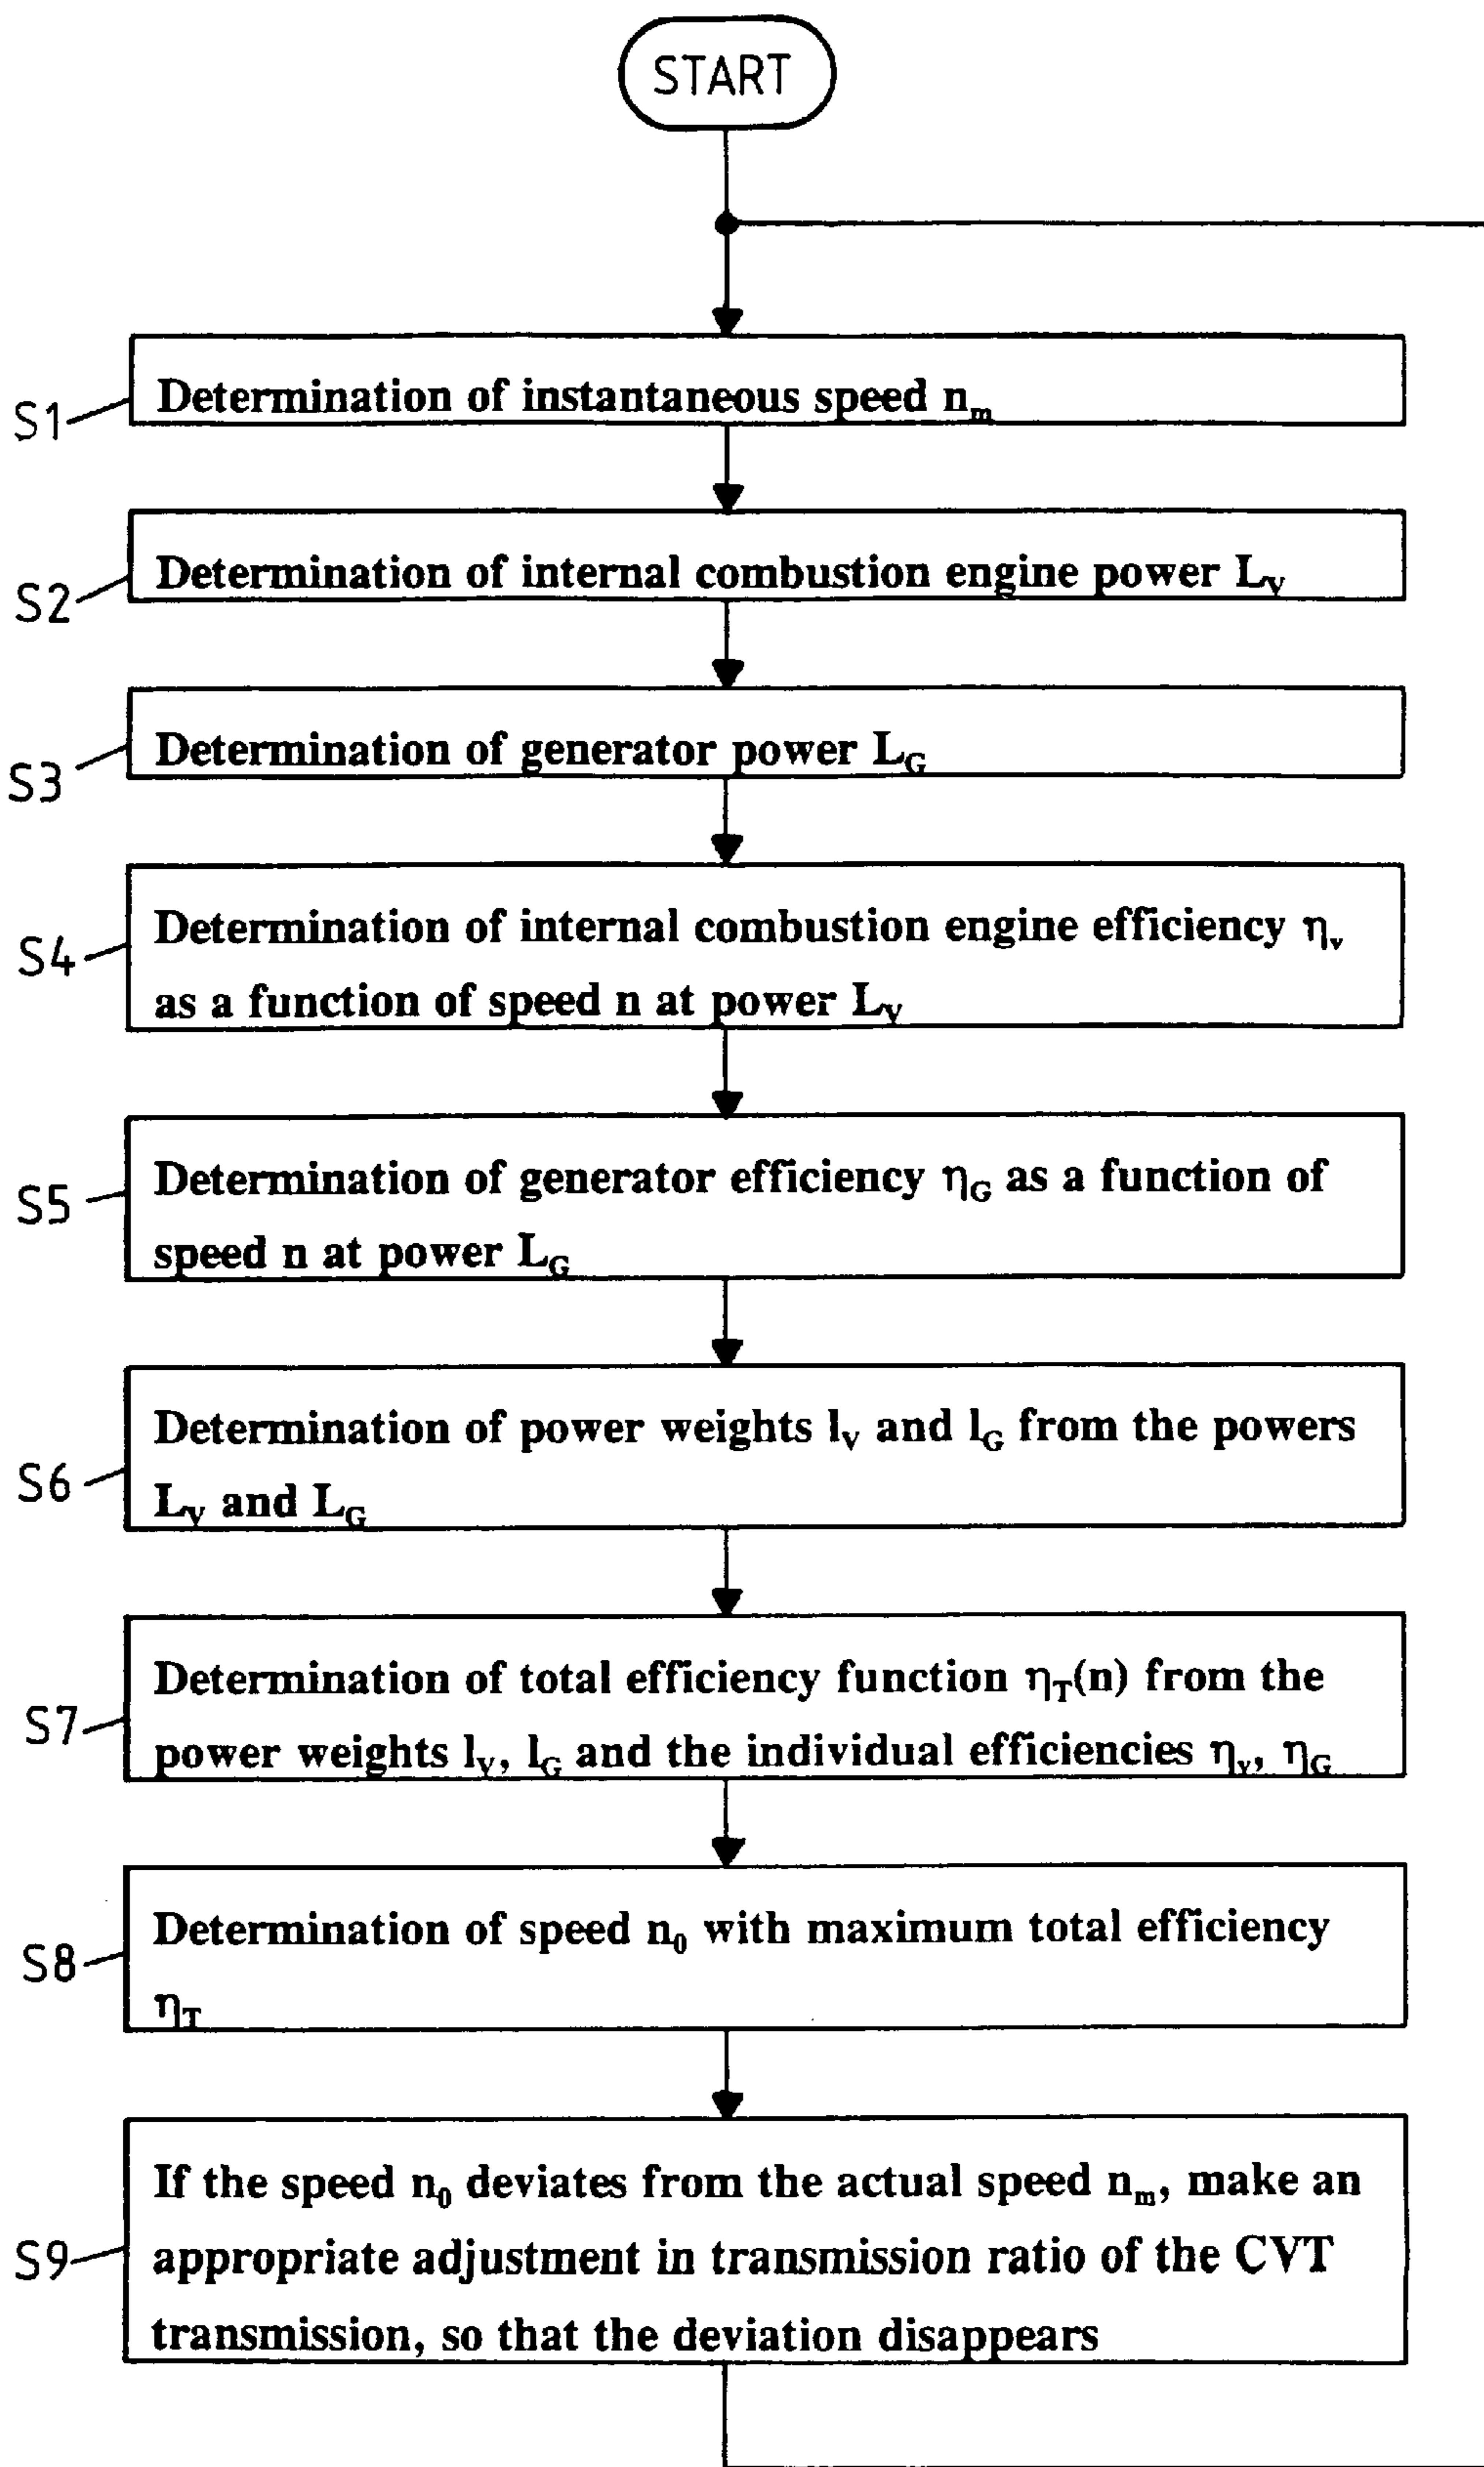 START
S1
Determination of instantaneous speed nₘ
S2
Determination of internal combustion engine power L_V
S3
Determination of generator power L_G
S4
Determination of internal combustion engine efficiency η_v
as a function of speed n at power L_V
S5
Determination of generator efficiency η_G as a function of
speed n at power L_G
S6
Determination of power weights l_V and l_G from the powers
L_V and L_G
S7
Determination of total efficiency function η_T(n) from the
power weights l_V, l_G and the individual efficiencies η_v, η_G
S8
Determination of speed n₀ with maximum total efficiency
η_T
S9
If the speed n₀ deviates from the actual speed nₘ, make an
appropriate adjustment in transmission ratio of the CVT
transmission, so that the deviation disappears